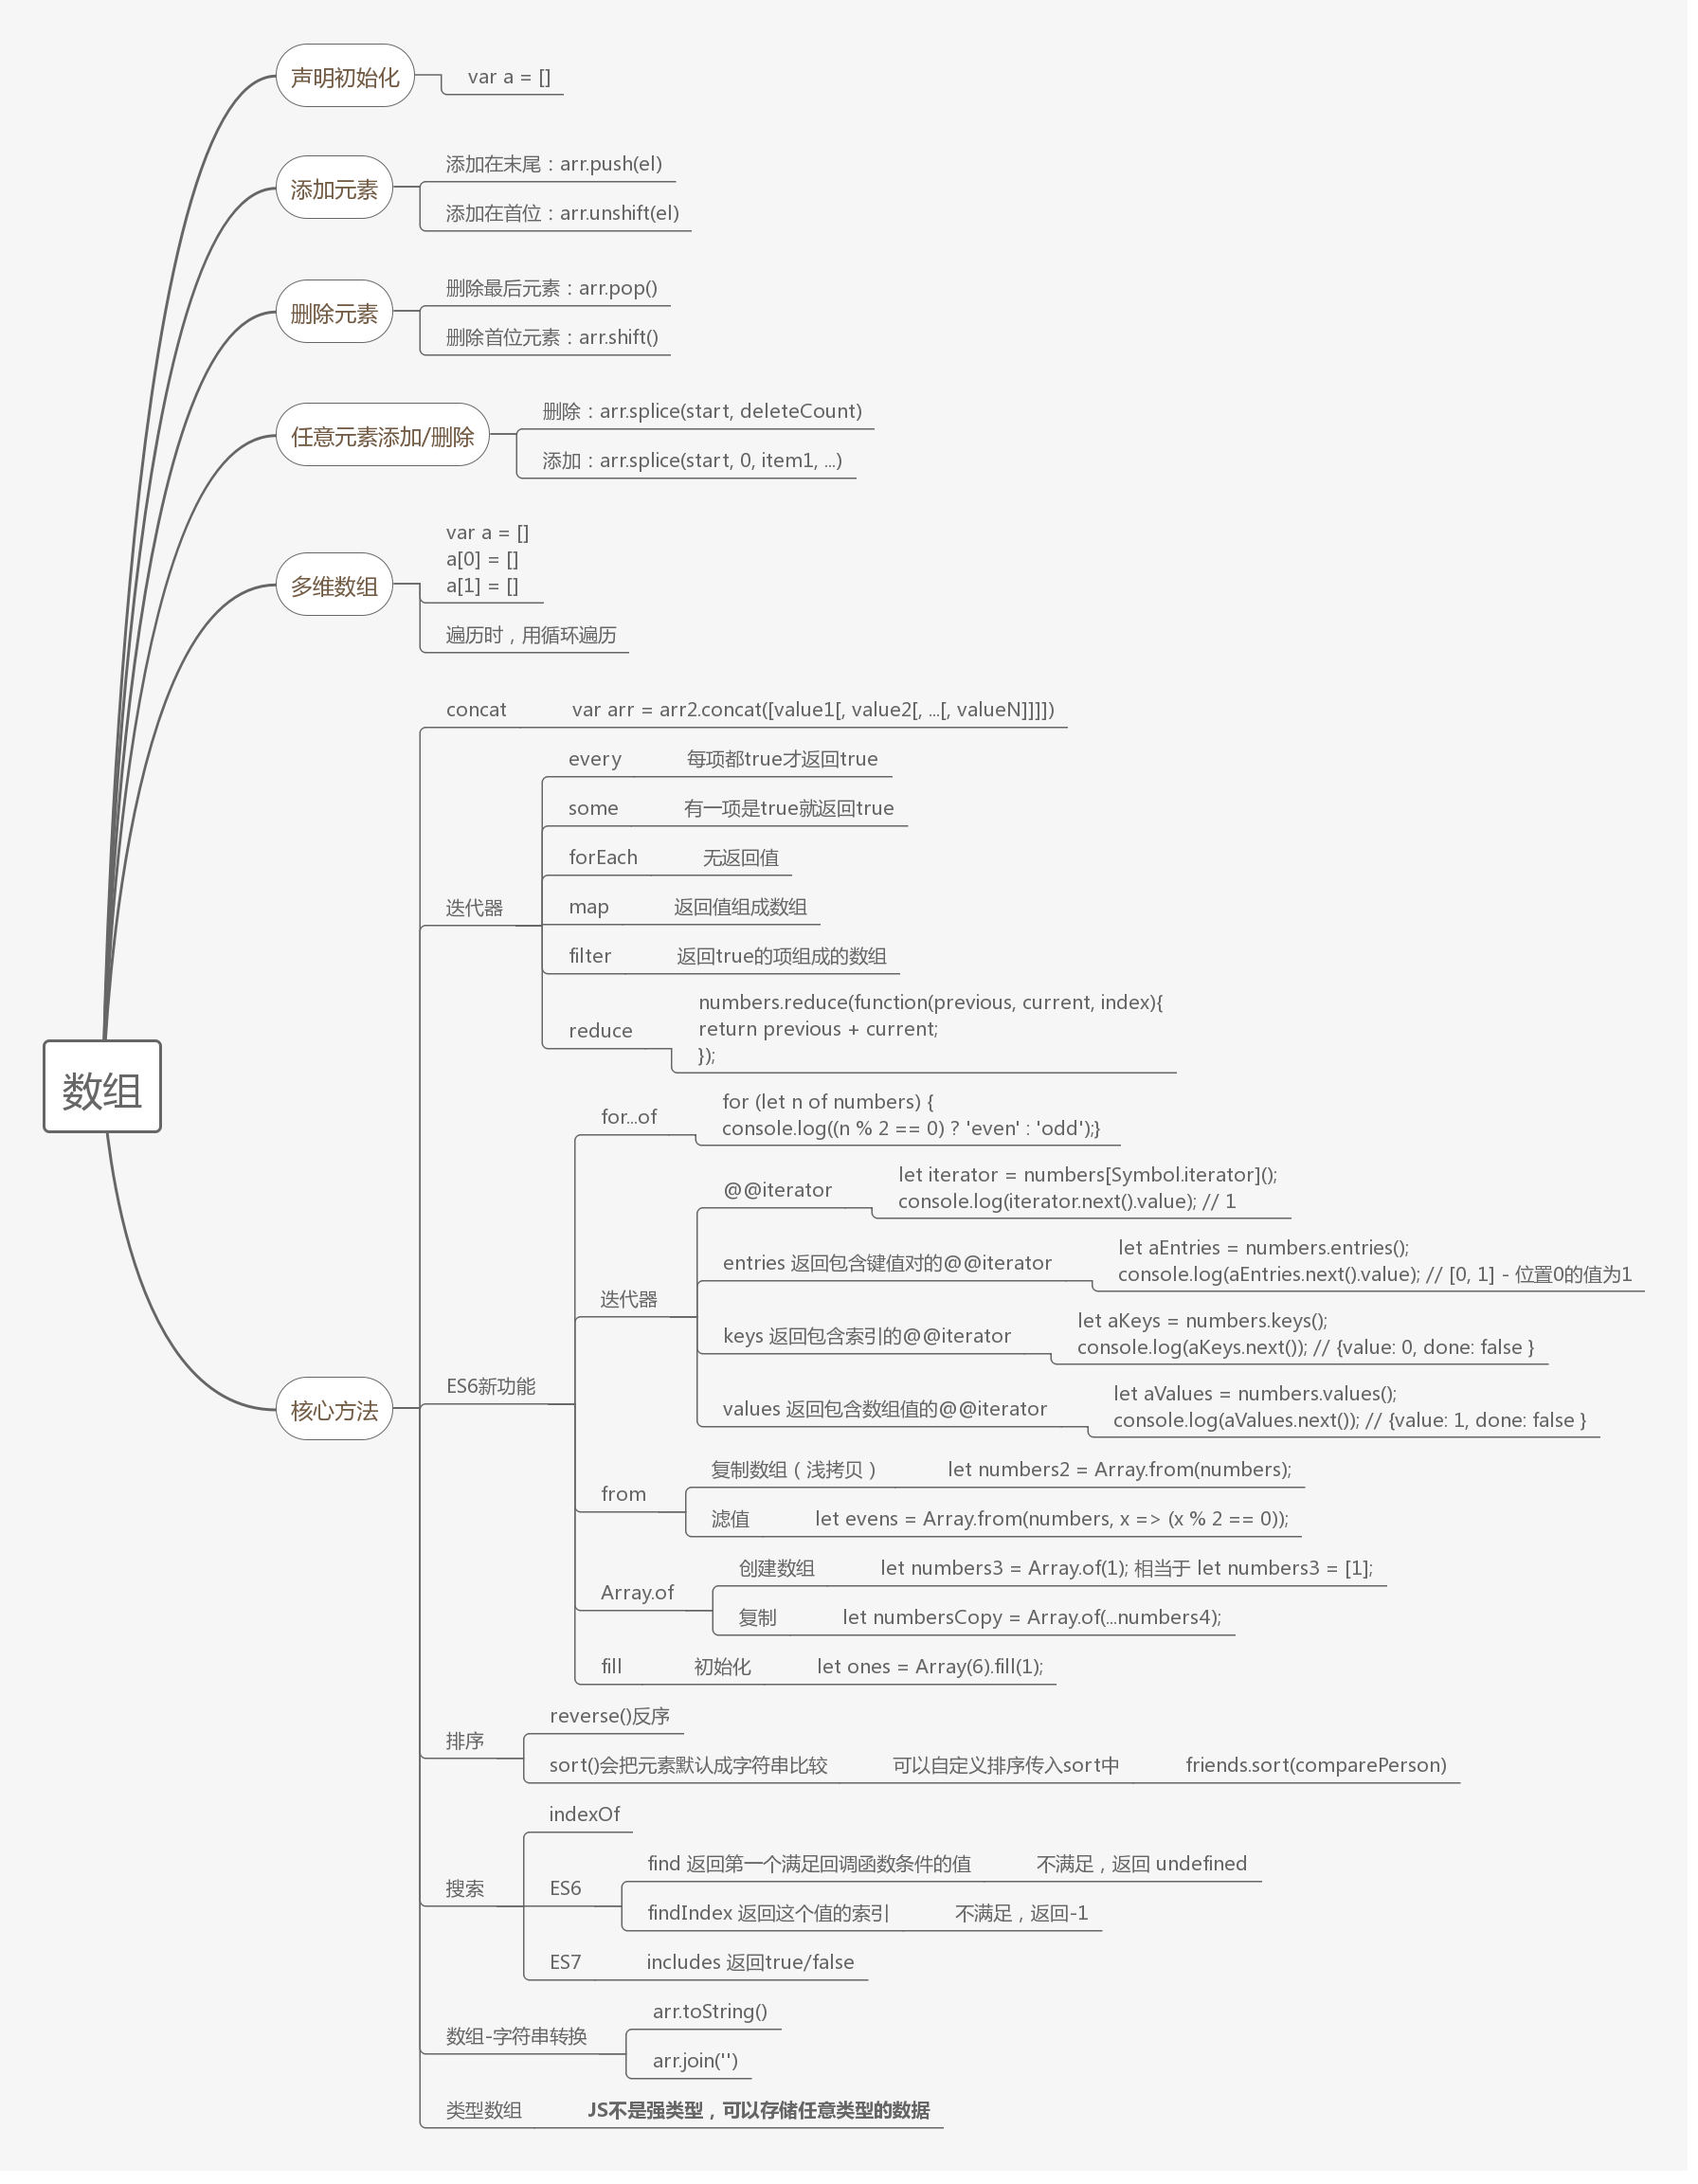 声明初始化
var a = []
添加元素
添加在末尾：arr.push(el)
添加在首位：arr.unshift(el)
删除元素
删除最后元素：arr.pop()
删除首位元素：arr.shift()
任意元素添加/删除
删除：arr.splice(start, deleteCount)
添加：arr.splice(start, 0, item1, ...)
多维数组
var a = []
a[0] = []
a[1] = []
遍历时，用循环遍历
数组
核心方法
concat
var arr = arr2.concat([value1[, value2[, ...[, valueN]]]])
迭代器
every
每项都true才返回true
some
有一项是true就返回true
forEach
无返回值
map
返回值组成数组
filter
返回true的项组成的数组
reduce
numbers.reduce(function(previous, current, index){
return previous + current;
});
ES6新功能
for...of
for (let n of numbers) {
console.log((n % 2 == 0) ? 'even' : 'odd');}
迭代器
@@iterator
let iterator = numbers[Symbol.iterator]();
console.log(iterator.next().value); // 1
entries 返回包含键值对的@@iterator
let aEntries = numbers.entries();
console.log(aEntries.next().value); // [0, 1] - 位置0的值为1
keys 返回包含索引的@@iterator
let aKeys = numbers.keys();
console.log(aKeys.next()); // {value: 0, done: false }
values 返回包含数组值的@@iterator
let aValues = numbers.values();
console.log(aValues.next()); // {value: 1, done: false }
from
复制数组（浅拷贝）
let numbers2 = Array.from(numbers);
滤值
let evens = Array.from(numbers, x => (x % 2 == 0));
Array.of
创建数组
let numbers3 = Array.of(1); 相当于 let numbers3 = [1];
复制
let numbersCopy = Array.of(...numbers4);
fill
初始化
let ones = Array(6).fill(1);
排序
reverse()反序
sort()会把元素默认成字符串比较
可以自定义排序传入sort中
friends.sort(comparePerson)
搜索
indexOf
ES6
find 返回第一个满足回调函数条件的值
不满足，返回 undefined
findIndex 返回这个值的索引
不满足，返回-1
ES7
includes 返回true/false
数组-字符串转换
arr.toString()
arr.join('')
类型数组
JS不是强类型，可以存储任意类型的数据